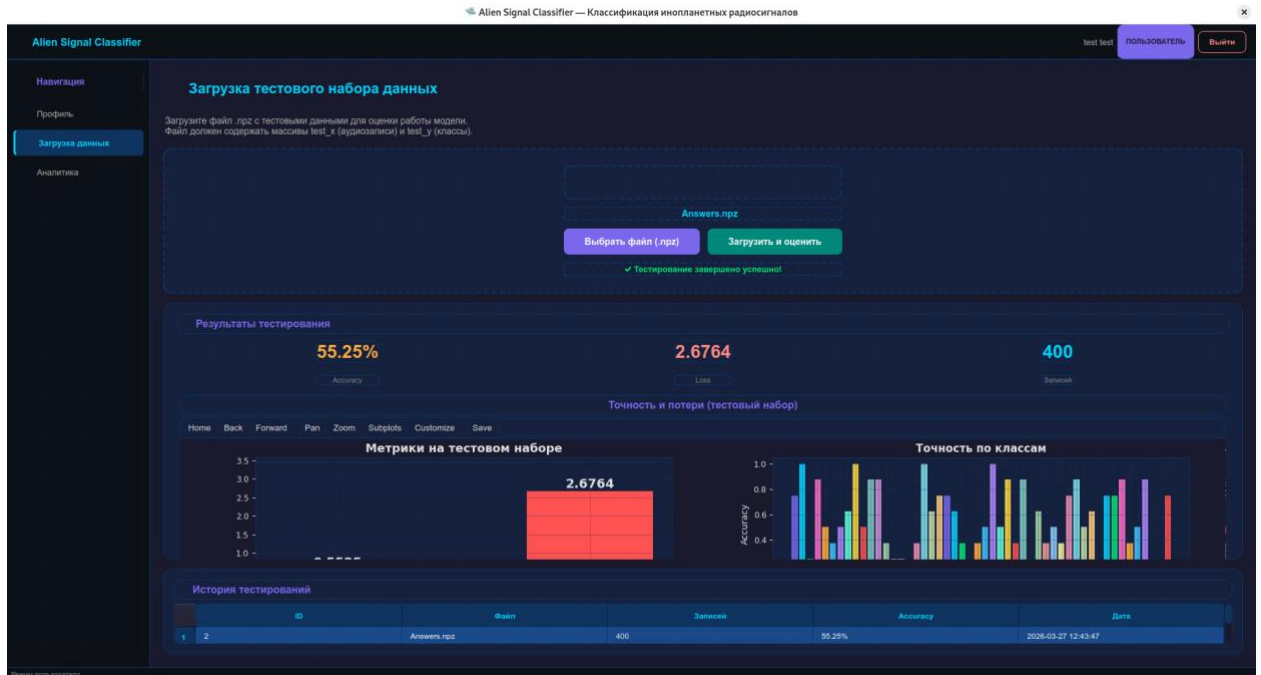 Alien Signal Classifier — Классификация инопланетных радиосигналов
Alien Signal Classifier
test test
ПОЛЬЗОВАТЕЛЬ
Выйти
Навигация
Профиль
Загрузка данных
Аналитика
Загрузка тестового набора данных
Загрузите файл .npz с тестовыми данными для оценки работы модели.
Файл должен содержать массивы test_x (аудиозаписи) и test_y (классы).
Answers.npz
Выбрать файл (.npz)
Загрузить и оценить
✔ Тестирование завершено успешно!
Результаты тестирования
55.25%
2.6764
400
Accuracy
Loss
Записей
Точность и потери (тестовый набор)
Home Back Forward Pan Zoom Subplots Customize Save
Метрики на тестовом наборе
3.5
3.0
2.5
2.0
1.5
1.0
2.6764
Точность по классам
Accuracy
1.0
0.8
0.6
0.4
История тестирований
ID Файл Записей Accuracy Дата
1 2 Answers.npz 400 55.25% 2026-03-27 12:43:47